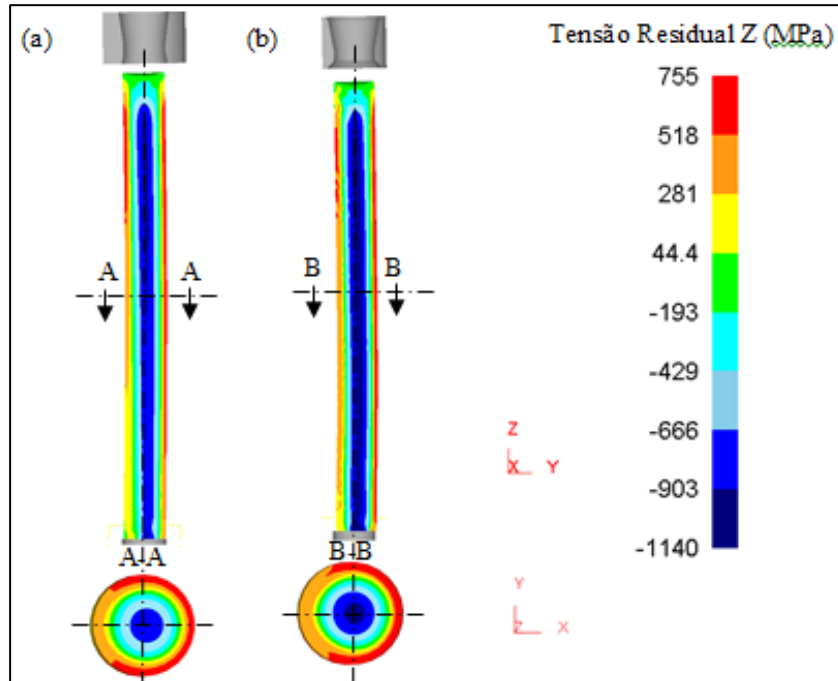 (a)
(b)
Tensão Residual Z (MPa)
755
518
281
44.4
-193
-429
-666
-903
-1140
A A
B B
Z
X Y
A A
B B
Y
Z X